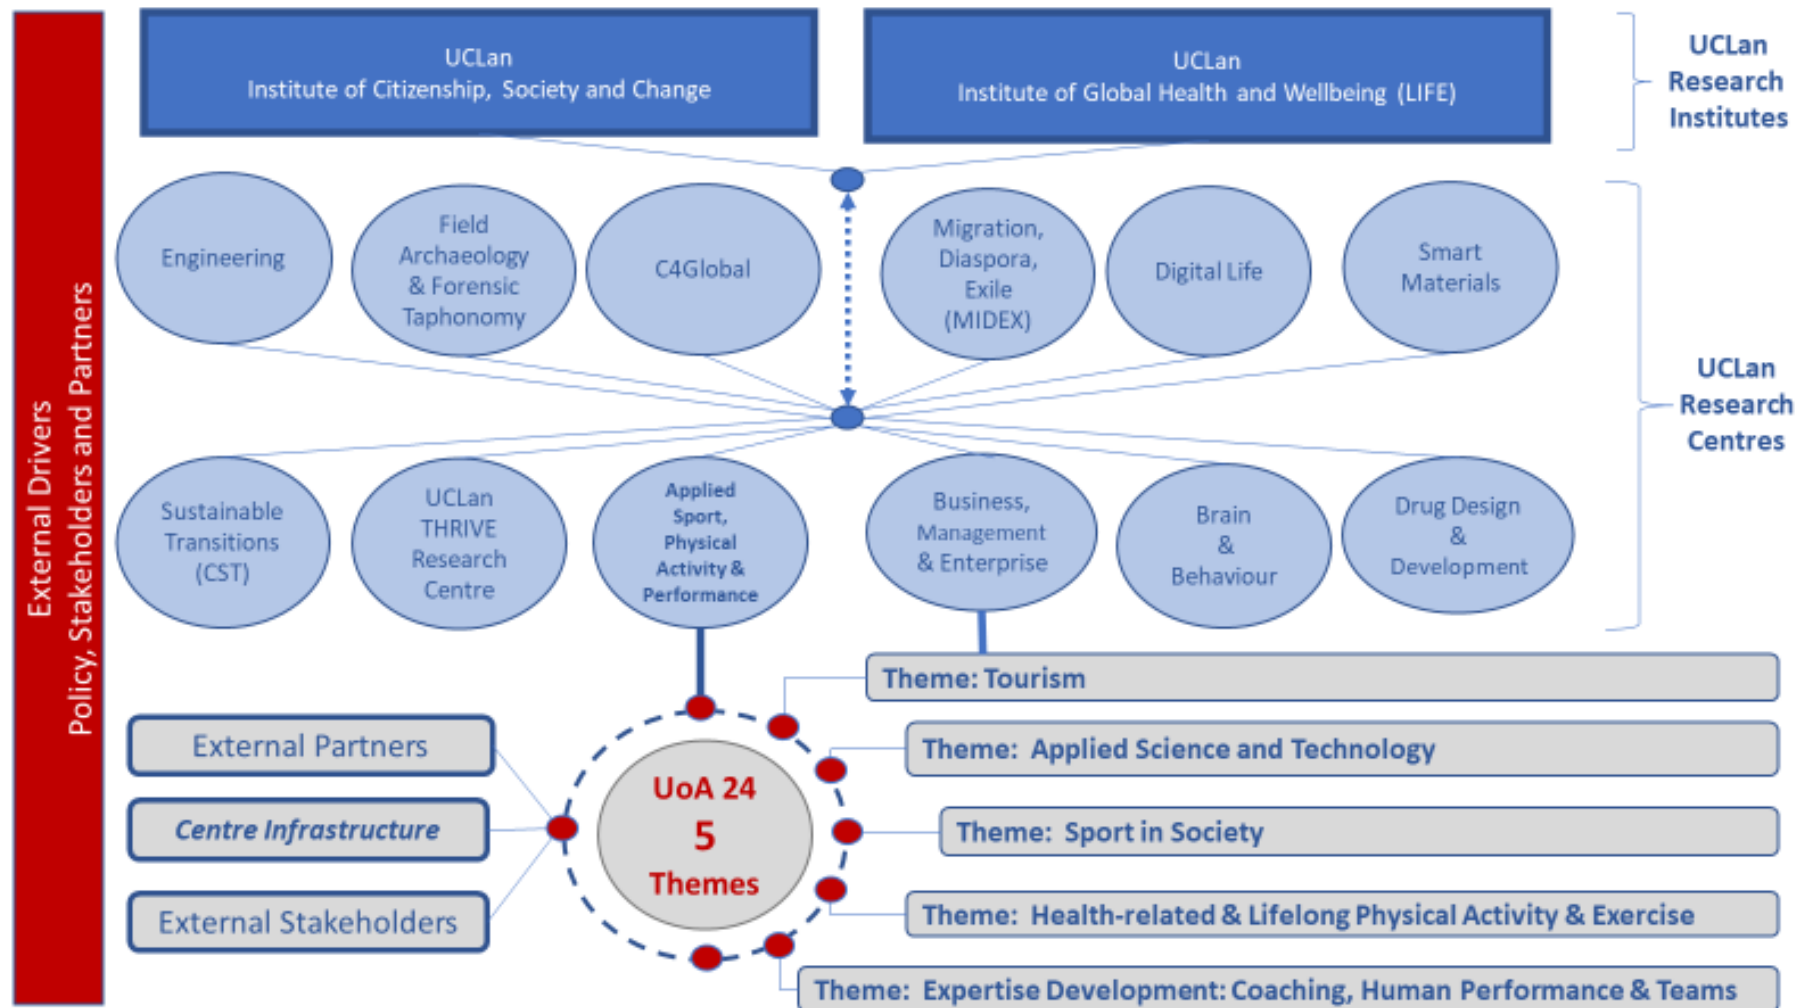 External Drivers
Policy, Stakeholders and Partners
UCLan
Institute of Citizenship, Society and Change
UCLan
Institute of Global Health and Wellbeing (LIFE)
UCLan
Research
Institutes
Engineering
Field
Archaeology
& Forensic
Taphonomy
C4Global
Migration,
Diaspora,
Exile
(MIDEX)
Digital Life
Smart
Materials
UCLan
Research
Centres
Sustainable
Transitions
(CST)
UCLan
THRIVE
Research
Centre
Applied
Sport,
Physical
Activity &
Performance
Business,
Management
& Enterprise
Brain
&
Behaviour
Drug Design
&
Development
External Partners
Centre Infrastructure
External Stakeholders
UoA 24
5
Themes
Theme: Tourism
Theme: Applied Science and Technology
Theme: Sport in Society
Theme: Health-related & Lifelong Physical Activity & Exercise
Theme: Expertise Development: Coaching, Human Performance & Teams